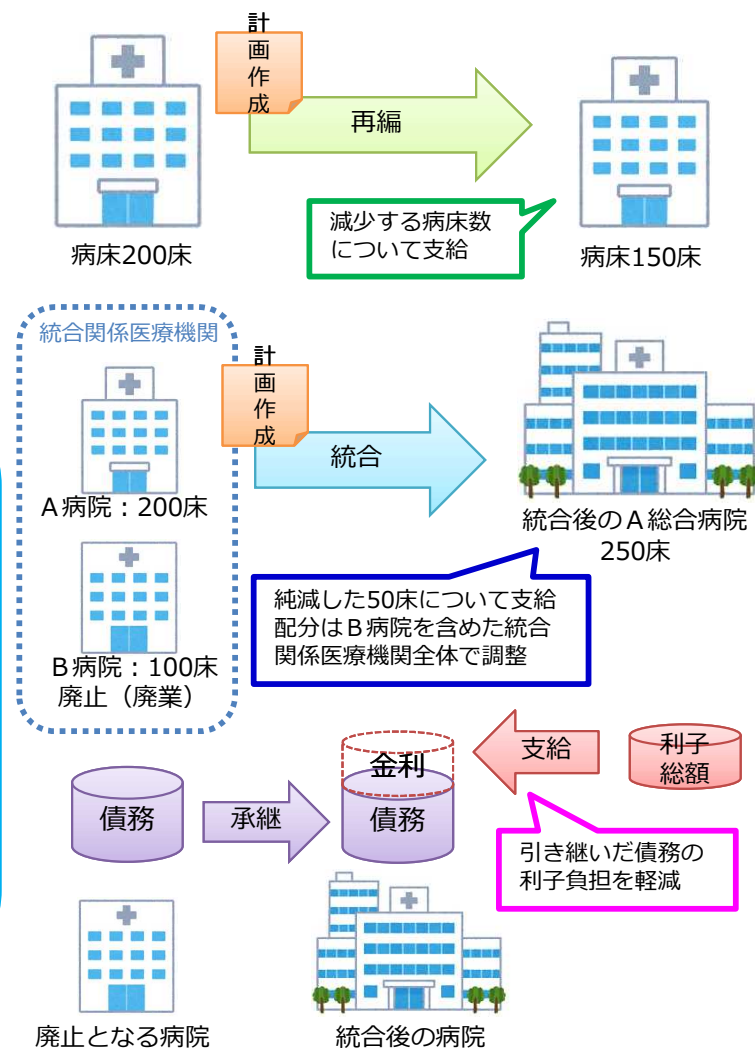 計画作成
再編
減少する病床数
について支給
病床200床
病床150床
統合関係医療機関
計画作成
A病院：200床
統合
統合後のA総合病院
250床
純減した50床について支給
配分はB病院を含めた統合
関係医療機関全体で調整
B病院：100床
廃止（廃業）
債務
承継
金利
債務
支給
利子
総額
引き継いだ債務の
利子負担を軽減
廃止となる病院
統合後の病院